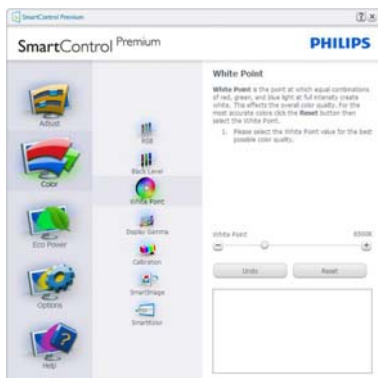 SmartControl Premium
SmartControl Premium
PHILIPS
Adjust
Color
Eco Power
Options
Help
RGB
Black Level
White Point
Display Gamma
Calibration
SmartImage
SmartKolor
White Point
White Point is the point at which equal combinations
of red, green, and blue light at full intensity create
white. This effects the overall color quality. For the
most accurate colors click the Reset button then
select the White Point.
1. Please select the White Point value for the best
possible color quality.
White Point 6500K
Undo Reset